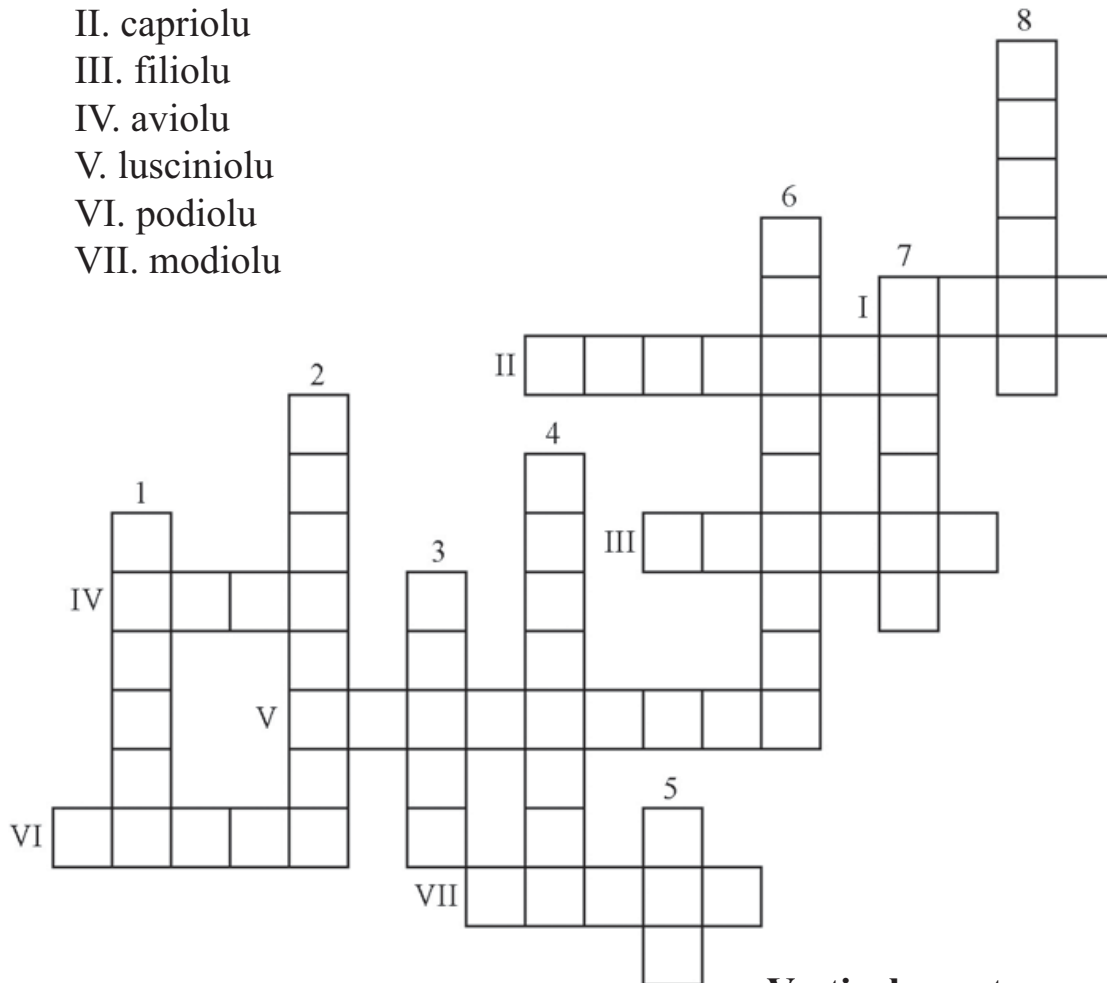 II. capriolu
III. filiolu
IV. aviolu
V. lusciniolu
VI. podiolu
VII. modiolu
8
6
7
I
II
2
4
1
III
3
IV
V
5
VI
VII